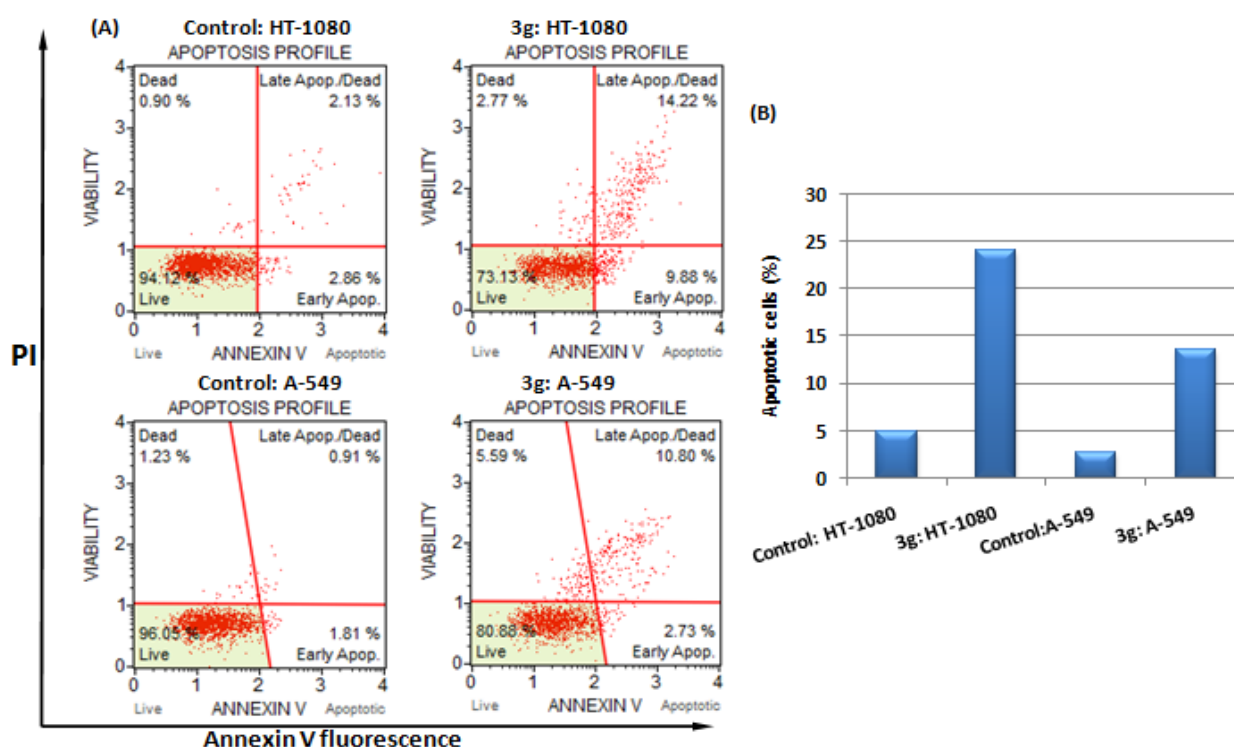 (A)
Control: HT-1080
APOPTOSIS PROFILE
4
3
2
1
0
VIABILITY
Dead
0.90 %
Late Apop./Dead
2.13 %
94.12 %
Live
2.86 %
Early Apop.
0 1 2 3 4
Live ANNEXIN V Apoptotic
3g: HT-1080
APOPTOSIS PROFILE
4
3
2
1
0
VIABILITY
Dead
2.77 %
Late Apop./Dead
14.22 %
73.13 %
Live
9.88 %
Early Apop.
0 1 2 3 4
Live ANNEXIN V Apoptotic
PI
Control: A-549
APOPTOSIS PROFILE
4
3
2
1
0
VIABILITY
Dead
1.23 %
Late Apop./Dead
0.91 %
96.05 %
Live
1.81 %
Early Apop.
0 1 2 3 4
Live ANNEXIN V Apoptotic
3g: A-549
APOPTOSIS PROFILE
4
3
2
1
0
VIABILITY
Dead
5.59 %
Late Apop./Dead
10.80 %
80.88 %
Live
2.73 %
Early Apop.
0 1 2 3 4
Live ANNEXIN V Apoptotic
Annexin V fluorescence
(B)
30
25
20
15
10
5
0
Apoptotic cells (%)
Control: HT-1080
3g: HT-1080
Control:A-549
3g: A-549